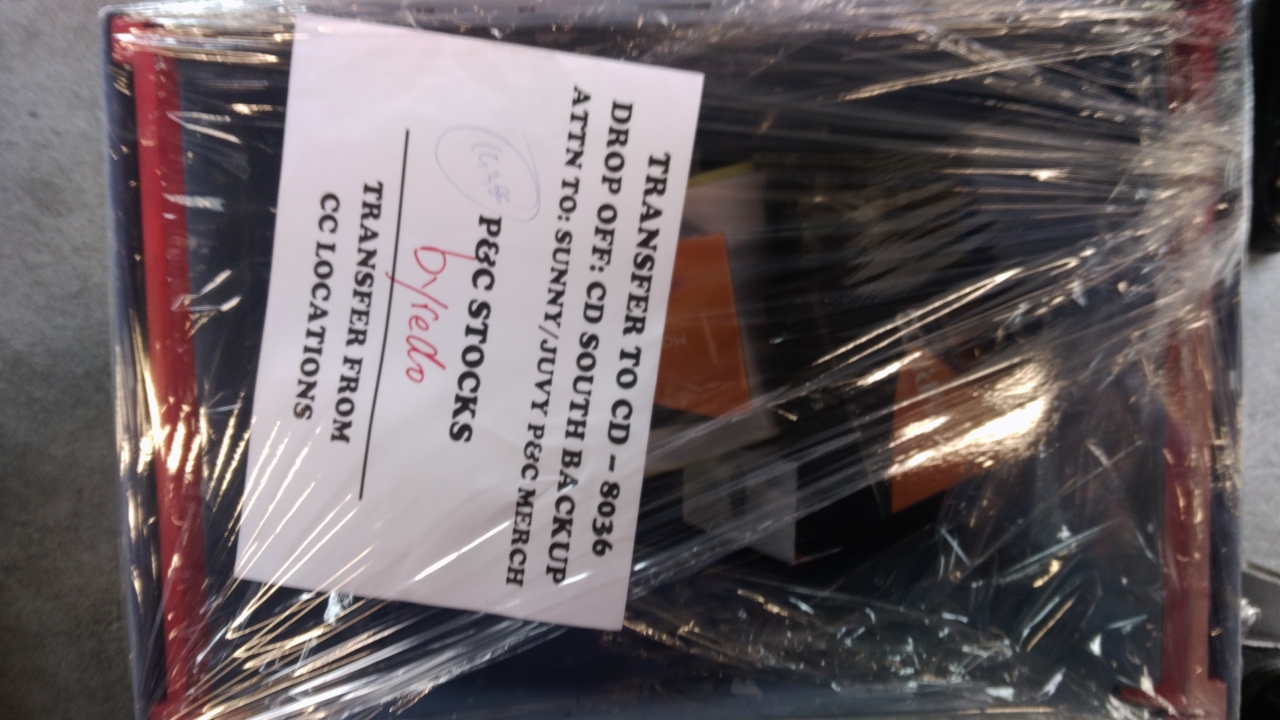 TRANSFER TO CD – 8036
DROP OFF: CD SOUTH BACKUP
ATTN TO: SUNNY/JUVY P&C MERCH
P&C STOCKS
byredo
TRANSFER FROM
CC LOCATIONS